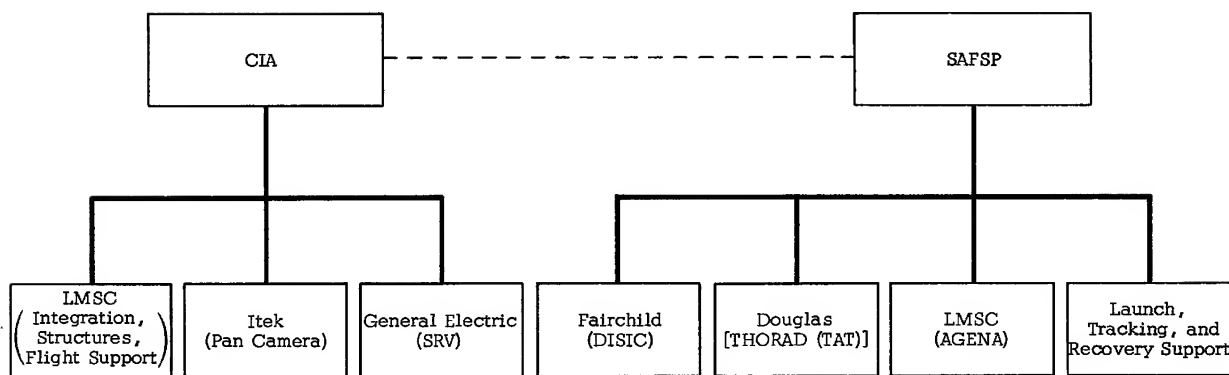 CIA
SAFSP
LMSC
(Integration,
Structures,
Flight Support)
Itek
(Pan Camera)
General Electric
(SRV)
Fairchild
(DISIC)
Douglas
[THORAD (TAT)]
LMSC
(AGENA)
Launch,
Tracking, and
Recovery Support